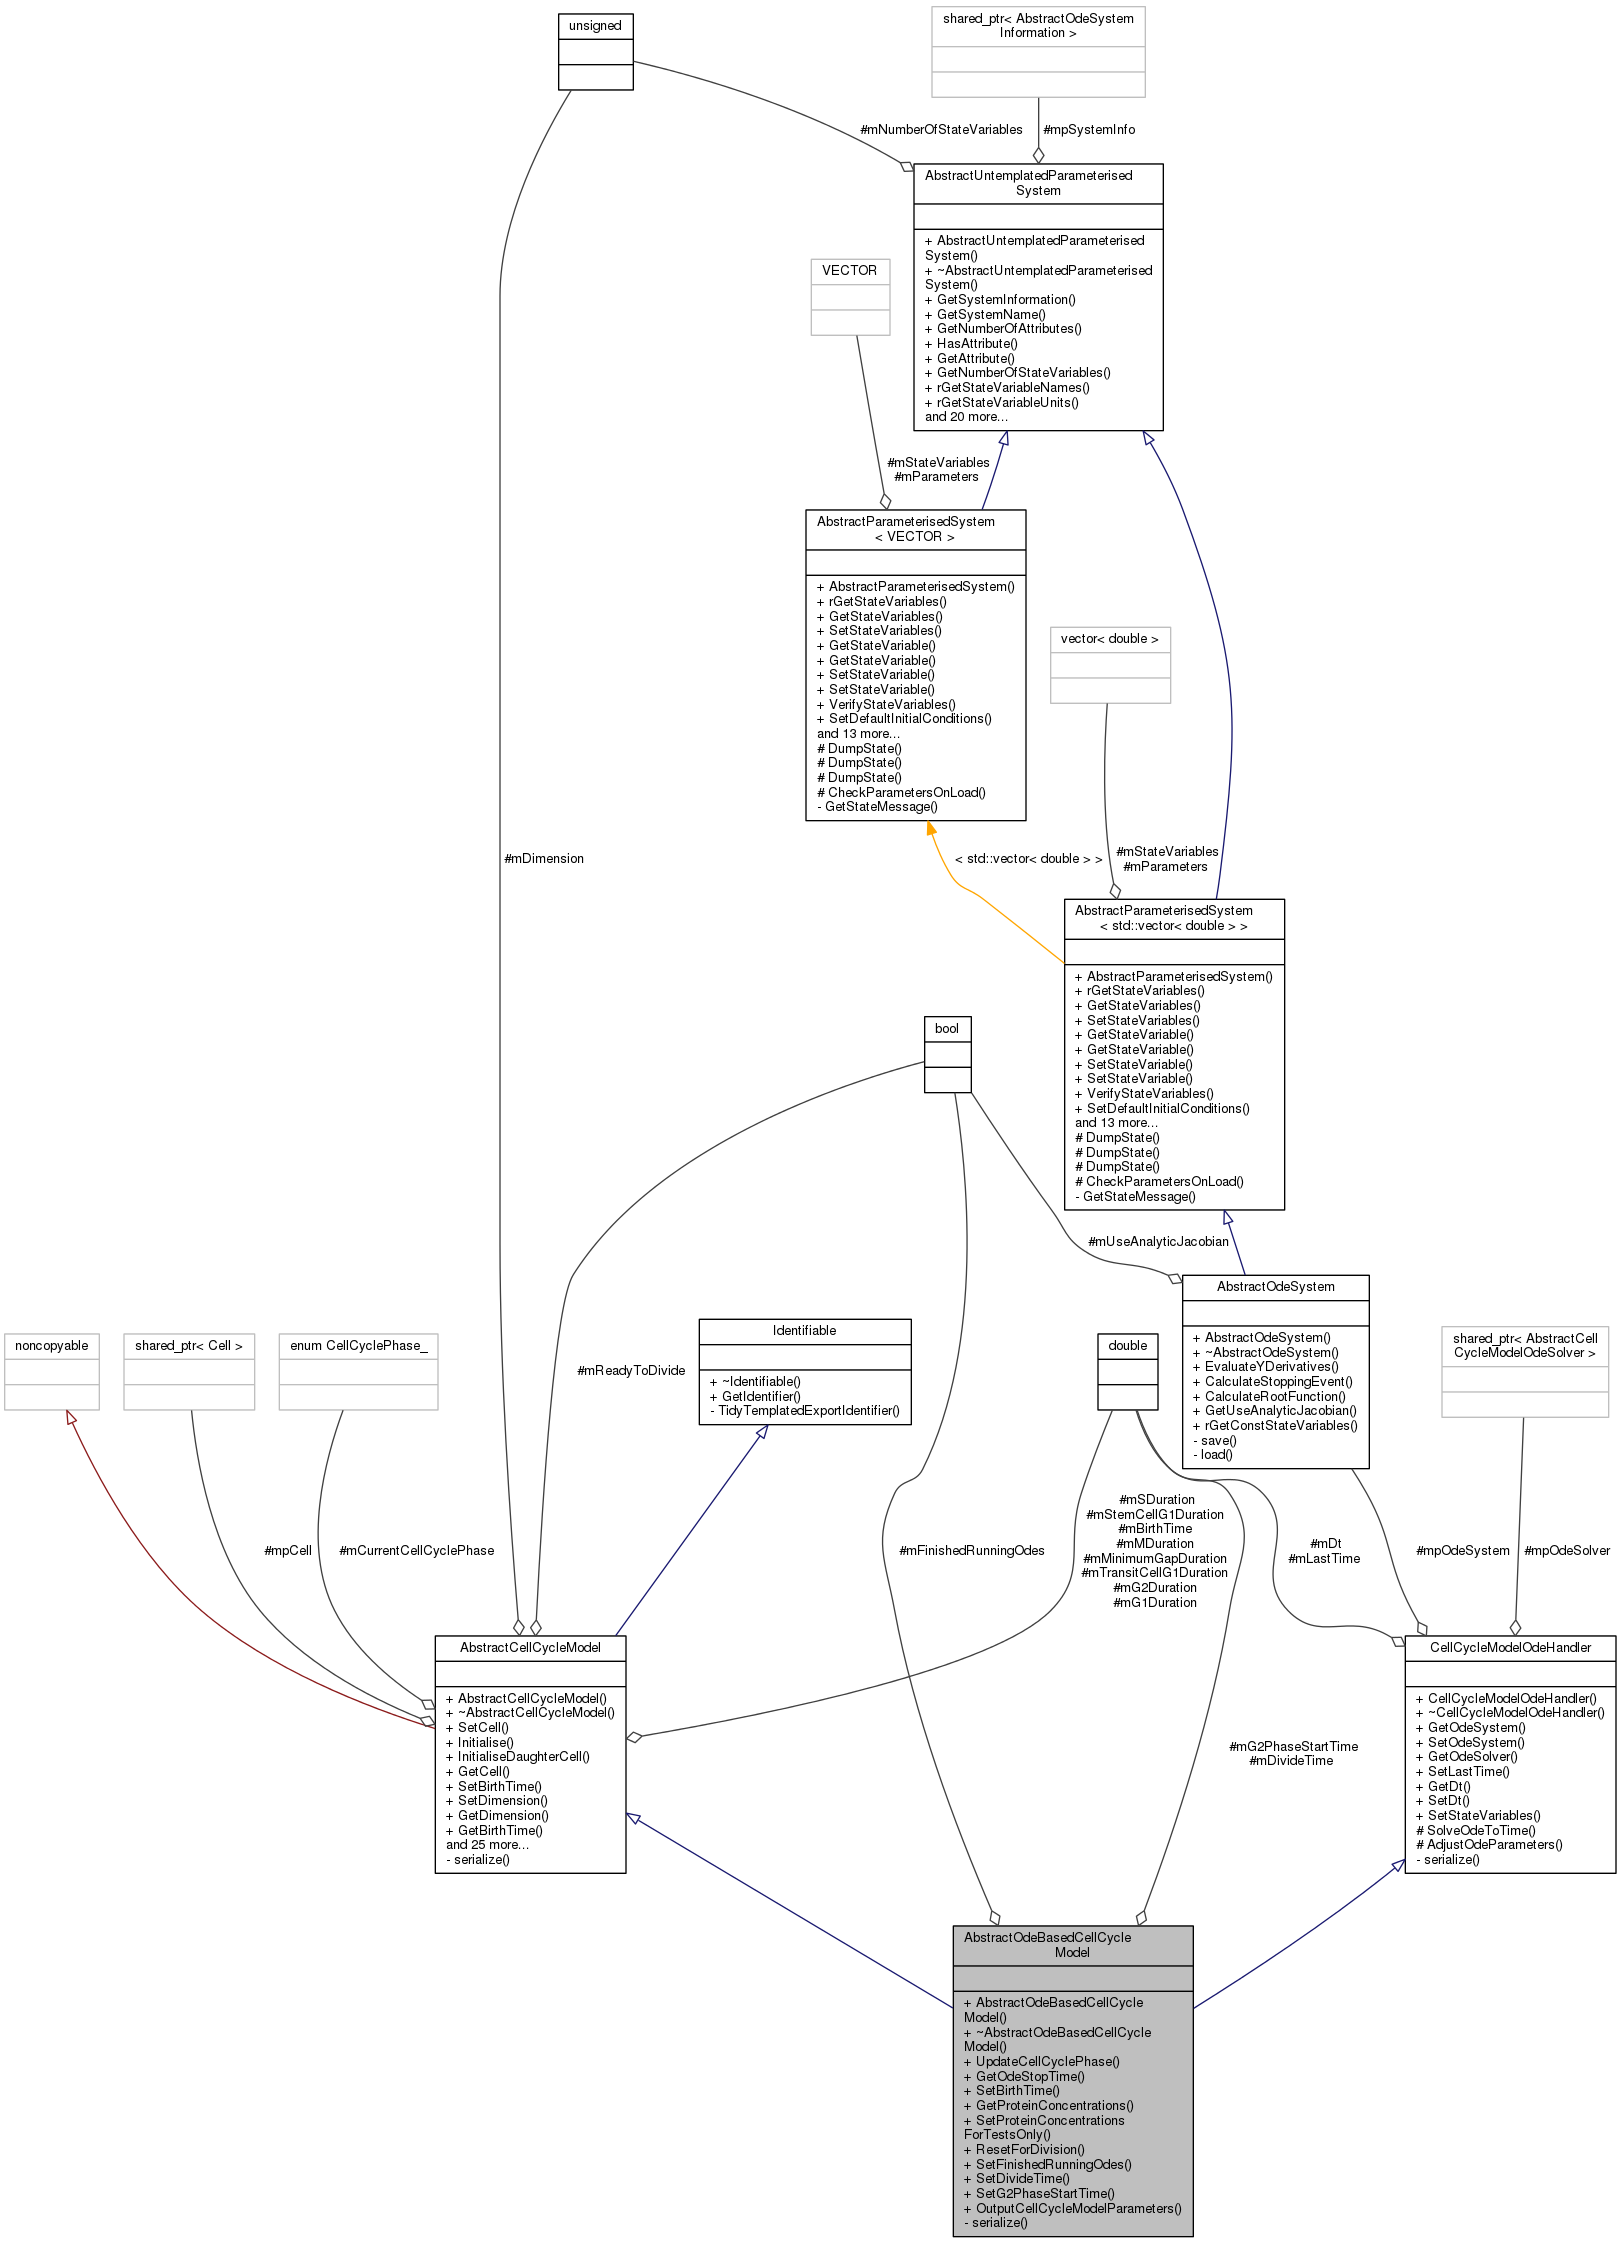 unsigned
shared_ptr< AbstractOdeSystem
Information >
#mNumberOfStateVariables
#mpSystemInfo
AbstractUntemplatedParameterised
System
+ AbstractUntemplatedParameterised
System()
+ ~AbstractUntemplatedParameterised
System()
+ GetSystemInformation()
+ GetSystemName()
+ GetNumberOfAttributes()
+ HasAttribute()
+ GetAttribute()
+ GetNumberOfStateVariables()
+ rGetStateVariableNames()
+ rGetStateVariableUnits()
and 20 more...
VECTOR
#mStateVariables
#mParameters
AbstractParameterisedSystem
< VECTOR >
+ AbstractParameterisedSystem()
+ rGetStateVariables()
+ GetStateVariables()
+ SetStateVariables()
+ GetStateVariable()
+ GetStateVariable()
+ SetStateVariable()
+ SetStateVariable()
+ VerifyStateVariables()
+ SetDefaultInitialConditions()
and 13 more...
# DumpState()
# DumpState()
# DumpState()
# CheckParametersOnLoad()
- GetStateMessage()
vector< double >
#mDimension
< std::vector< double > >
#mStateVariables
#mParameters
AbstractParameterisedSystem
< std::vector< double > >
+ AbstractParameterisedSystem()
+ rGetStateVariables()
+ GetStateVariables()
+ SetStateVariables()
+ GetStateVariable()
+ GetStateVariable()
+ SetStateVariable()
+ SetStateVariable()
+ VerifyStateVariables()
+ SetDefaultInitialConditions()
and 13 more...
# DumpState()
# DumpState()
# DumpState()
# CheckParametersOnLoad()
- GetStateMessage()
bool
#mUseAnalyticJacobian
AbstractOdeSystem
+ AbstractOdeSystem()
+ ~AbstractOdeSystem()
+ EvaluateYDerivatives()
+ CalculateStoppingEvent()
+ CalculateRootFunction()
+ GetUseAnalyticJacobian()
+ rGetConstStateVariables()
- save()
- load()
noncopyable
shared_ptr< Cell >
enum CellCyclePhase_
#mReadyToDivide
Identifiable
+ ~Identifiable()
+ GetIdentifier()
- TidyTemplatedExportIdentifier()
double
shared_ptr< AbstractCell
CycleModelOdeSolver >
#mpCell
#mCurrentCellCyclePhase
#mFinishedRunningOdes
#mSDuration
#mStemCellG1Duration
#mBirthTime
#mMDuration
#mMinimumGapDuration
#mTransitCellG1Duration
#mG2Duration
#mG1Duration
#mDt
#mLastTime
#mpOdeSystem
#mpOdeSolver
AbstractCellCycleModel
+ AbstractCellCycleModel()
+ ~AbstractCellCycleModel()
+ SetCell()
+ Initialise()
+ InitialiseDaughterCell()
+ GetCell()
+ SetBirthTime()
+ SetDimension()
+ GetDimension()
+ GetBirthTime()
and 25 more...
- serialize()
#mG2PhaseStartTime
#mDivideTime
CellCycleModelOdeHandler
+ CellCycleModelOdeHandler()
+ ~CellCycleModelOdeHandler()
+ GetOdeSystem()
+ SetOdeSystem()
+ GetOdeSolver()
+ SetLastTime()
+ GetDt()
+ SetDt()
+ SetStateVariables()
# SolveOdeToTime()
# AdjustOdeParameters()
- serialize()
AbstractOdeBasedCellCycle
Model
+ AbstractOdeBasedCellCycle
Model()
+ ~AbstractOdeBasedCellCycle
Model()
+ UpdateCellCyclePhase()
+ GetOdeStopTime()
+ SetBirthTime()
+ GetProteinConcentrations()
+ SetProteinConcentrations
ForTestsOnly()
+ ResetForDivision()
+ SetFinishedRunningOdes()
+ SetDivideTime()
+ SetG2PhaseStartTime()
+ OutputCellCycleModelParameters()
- serialize()